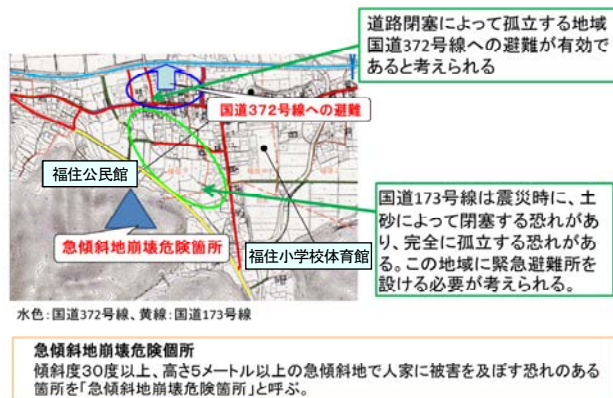 道路閉塞によって孤立する地域
国道372号線への避難が有効で
あると考えられる
国道372号線への避難
福住公民館
急傾斜地崩壊危険箇所
福住小学校体育館
国道173号線は震災時に、土
砂によって閉塞する恐れがあ
り、完全に孤立する恐れがあ
る。この地域に緊急避難所を
設ける必要が考えられる。
水色:国道372号線、黄線:国道173号線
急傾斜地崩壊危険個所
傾斜度30度以上、高さ5メートル以上の急傾斜地で人家に被害を及ぼす恐れのある
箇所を「急傾斜地崩壊危険箇所」と呼ぶ。